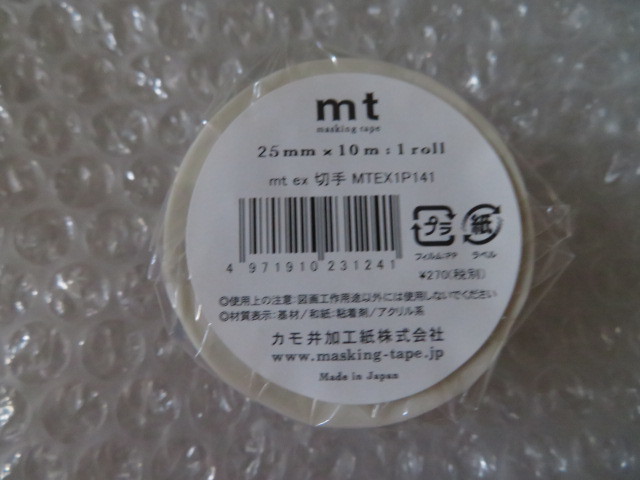 mt
masking tape
25mm × 10m : 1 roll
mt ex 切手 MTEX1P141
プラ 紙
フィルム:PP ラベル
4 971910 231241
¥270(税別)
◎使用上の注意:図画工作用途以外には使用しないでください
◎材質表示:基材/和紙:粘着剤/アクリル系
カモ井加工紙株式会社
www.masking-tape.jp
Made in Japan